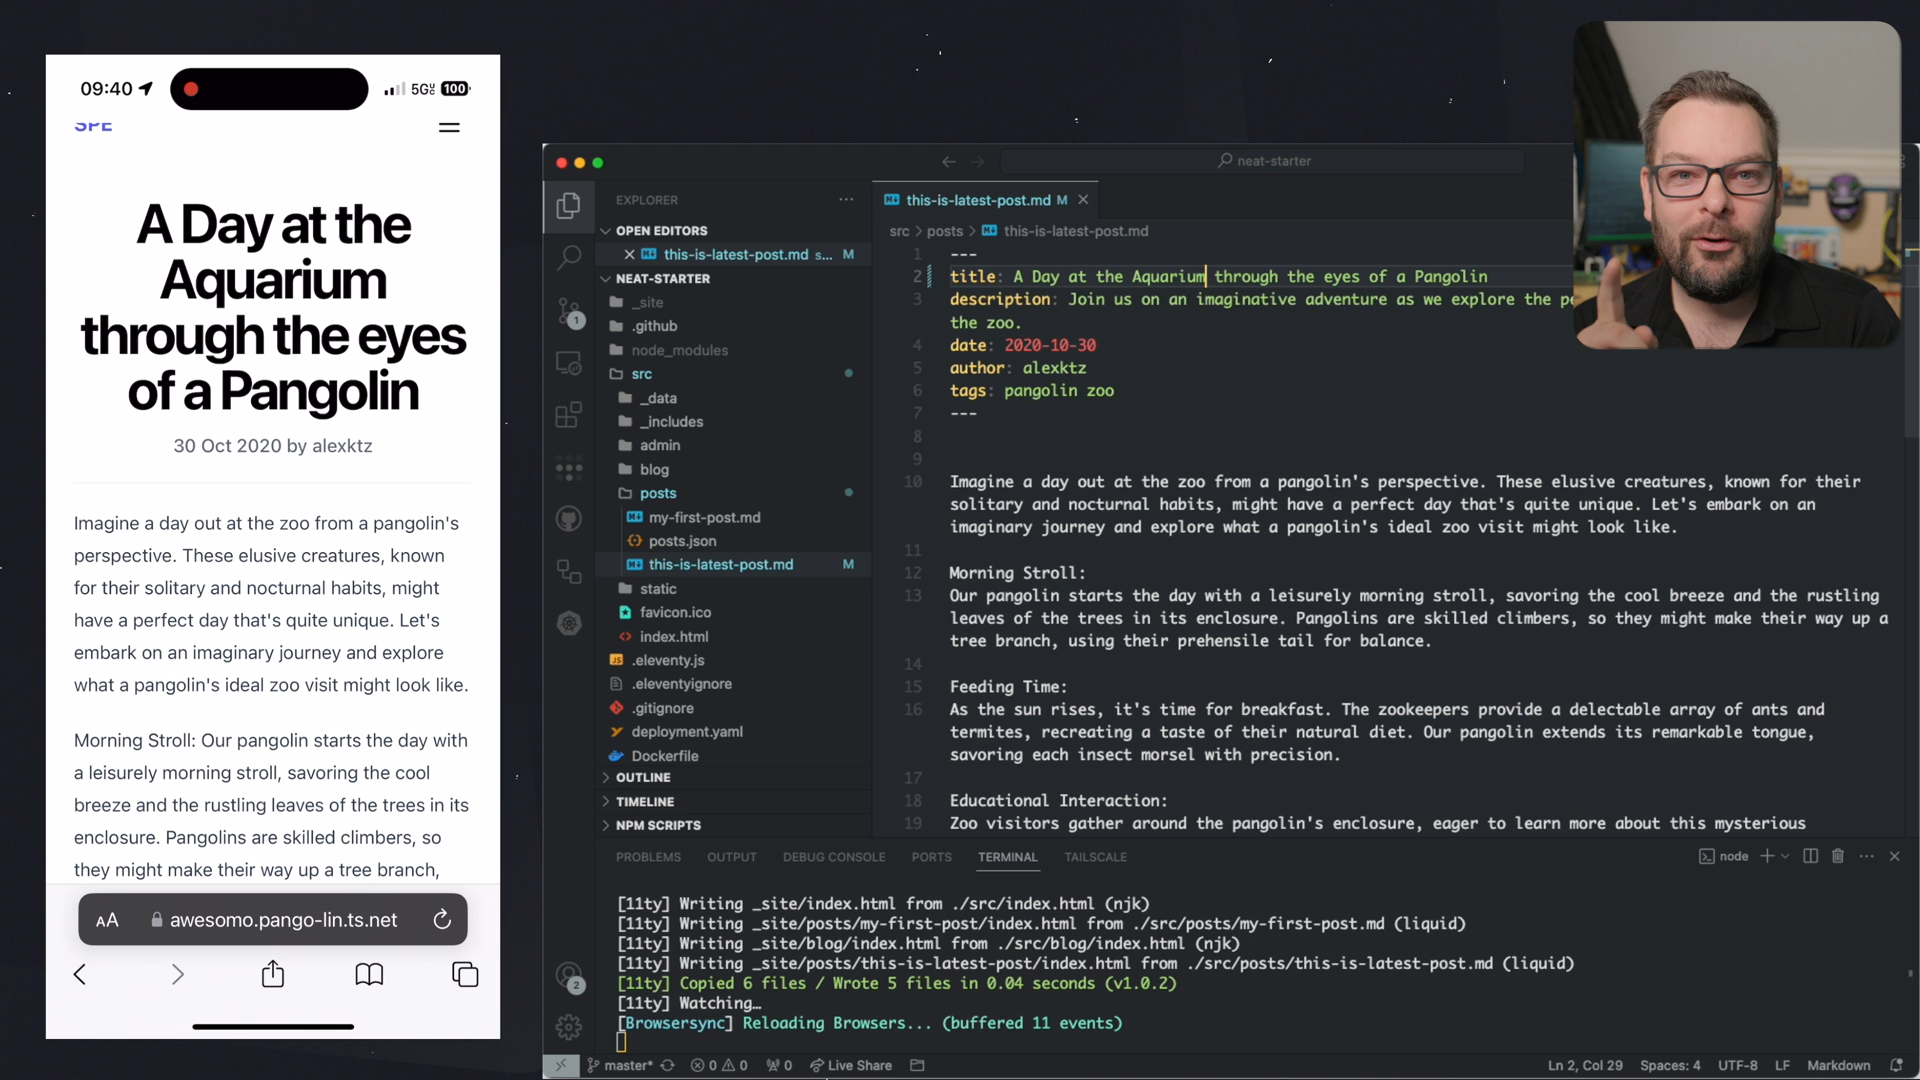 09:40
5G
100
SPE
A Day at the
Aquarium
through the eyes
of a Pangolin
30 Oct 2020 by alexktz
Imagine a day out at the zoo from a pangolin's
perspective. These elusive creatures, known
for their solitary and nocturnal habits, might
have a perfect day that's quite unique. Let's
embark on an imaginary journey and explore
what a pangolin's ideal zoo visit might look like.
Morning Stroll: Our pangolin starts the day with
a leisurely morning stroll, savoring the cool
breeze and the rustling leaves of the trees in its
enclosure. Pangolins are skilled climbers, so
they might make their way up a tree branch,
AA awesomo.pango-lin.ts.net
neat-starter
EXPLORER
OPEN EDITORS
this-is-latest-post.md s... M
NEAT-STARTER
_site
.github
node_modules
src
_data
_includes
admin
blog
posts
my-first-post.md
posts.json
this-is-latest-post.md M
static
favicon.ico
index.html
.eleventy.js
.eleventyignore
.gitignore
deployment.yaml
Dockerfile
OUTLINE
TIMELINE
NPM SCRIPTS
1
2
this-is-latest-post.md M
src > posts > this-is-latest-post.md
1 ---
2 title: A Day at the Aquarium through the eyes of a Pangolin
3 description: Join us on an imaginative adventure as we explore the pe
the zoo.
4 date: 2020-10-30
5 author: alexktz
6 tags: pangolin zoo
7 ---
8
9
10 Imagine a day out at the zoo from a pangolin's perspective. These elusive creatures, known for their
solitary and nocturnal habits, might have a perfect day that's quite unique. Let's embark on an
imaginary journey and explore what a pangolin's ideal zoo visit might look like.
11
12 Morning Stroll:
13 Our pangolin starts the day with a leisurely morning stroll, savoring the cool breeze and the rustling
leaves of the trees in its enclosure. Pangolins are skilled climbers, so they might make their way up a
tree branch, using their prehensile tail for balance.
14
15 Feeding Time:
16 As the sun rises, it's time for breakfast. The zookeepers provide a delectable array of ants and
termites, recreating a taste of their natural diet. Our pangolin extends its remarkable tongue,
savoring each insect morsel with precision.
17
18 Educational Interaction:
19 Zoo visitors gather around the pangolin's enclosure, eager to learn more about this mysterious
PROBLEMS OUTPUT DEBUG CONSOLE PORTS TERMINAL TAILSCALE node
[11ty] Writing _site/index.html from ./src/index.html (njk)
[11ty] Writing _site/posts/my-first-post/index.html from ./src/posts/my-first-post.md (liquid)
[11ty] Writing _site/blog/index.html from ./src/blog/index.html (njk)
[11ty] Writing _site/posts/this-is-latest-post/index.html from ./src/posts/this-is-latest-post.md (liquid)
[11ty] Copied 6 files / Wrote 5 files in 0.04 seconds (v1.0.2)
[11ty] Watching…
[Browsersync] Reloading Browsers... (buffered 11 events)
master* 0 0 0 Live Share Ln 2, Col 29 Spaces: 4 UTF-8 LF Markdown